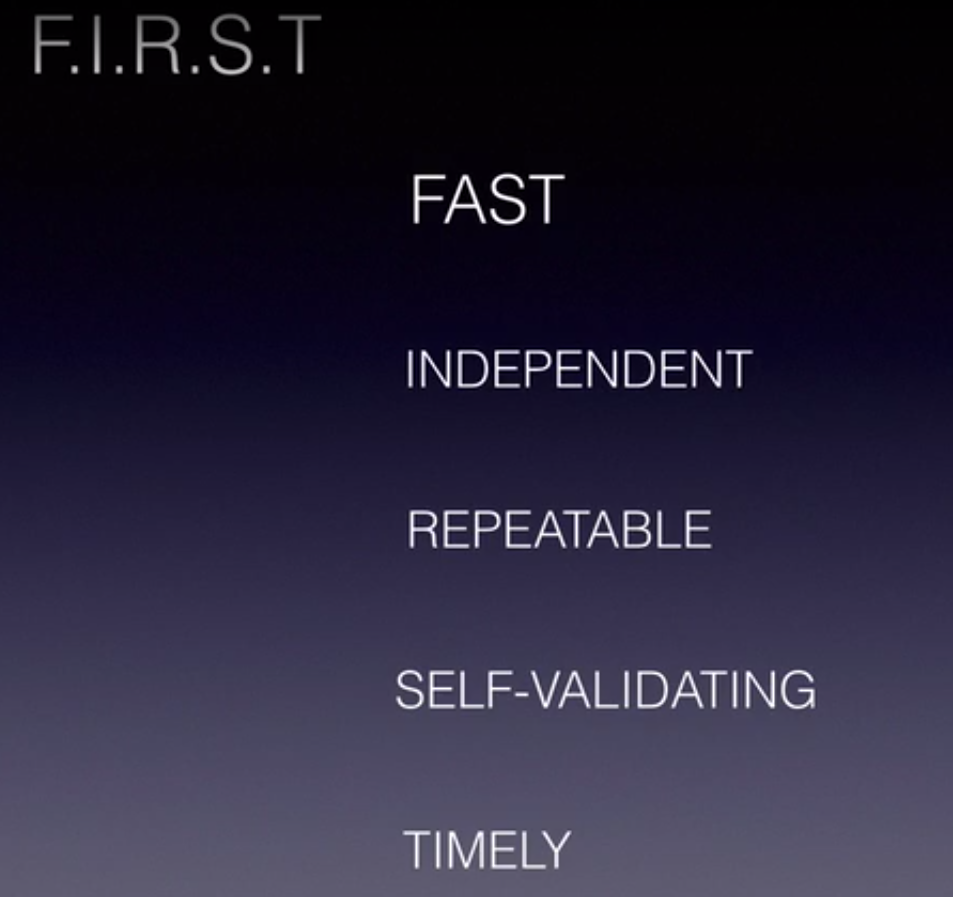 F.I.R.S.T
FAST
INDEPENDENT
REPEATABLE
SELF-VALIDATING
TIMELY